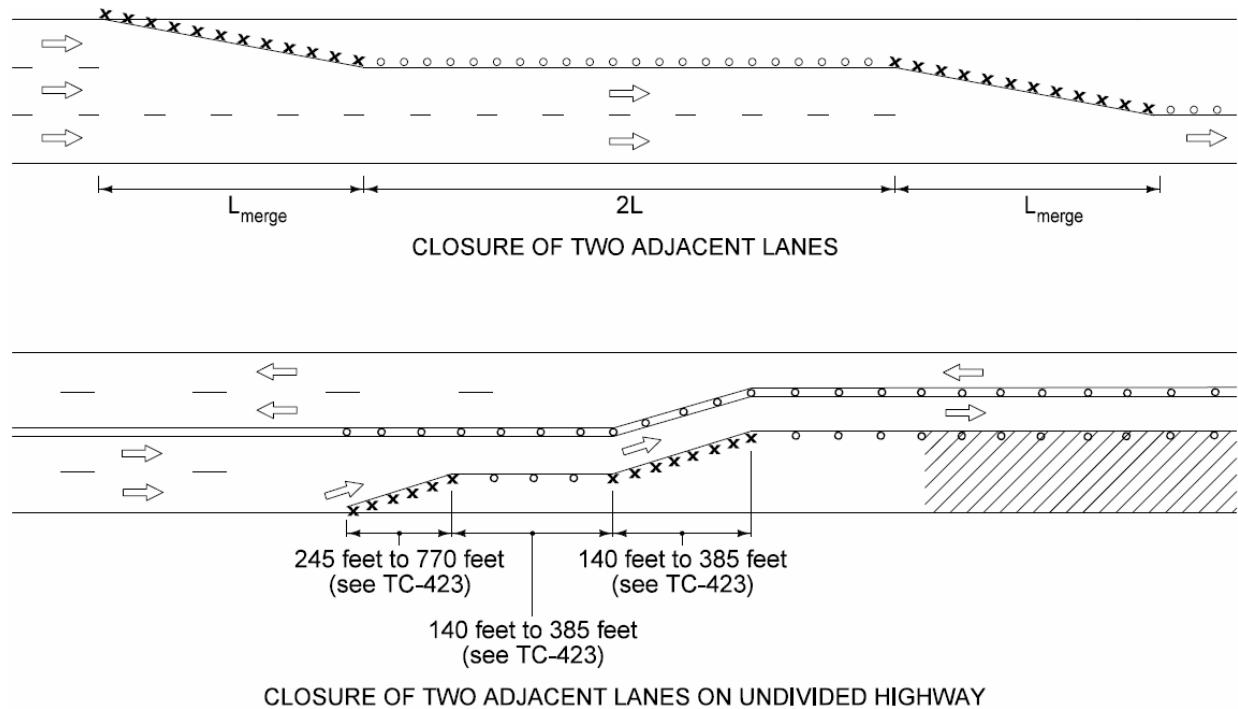 Lmerge
2L
Lmerge
CLOSURE OF TWO ADJACENT LANES
245 feet to 770 feet
(see TC-423)
140 feet to 385 feet
(see TC-423)
140 feet to 385 feet
(see TC-423)
CLOSURE OF TWO ADJACENT LANES ON UNDIVIDED HIGHWAY